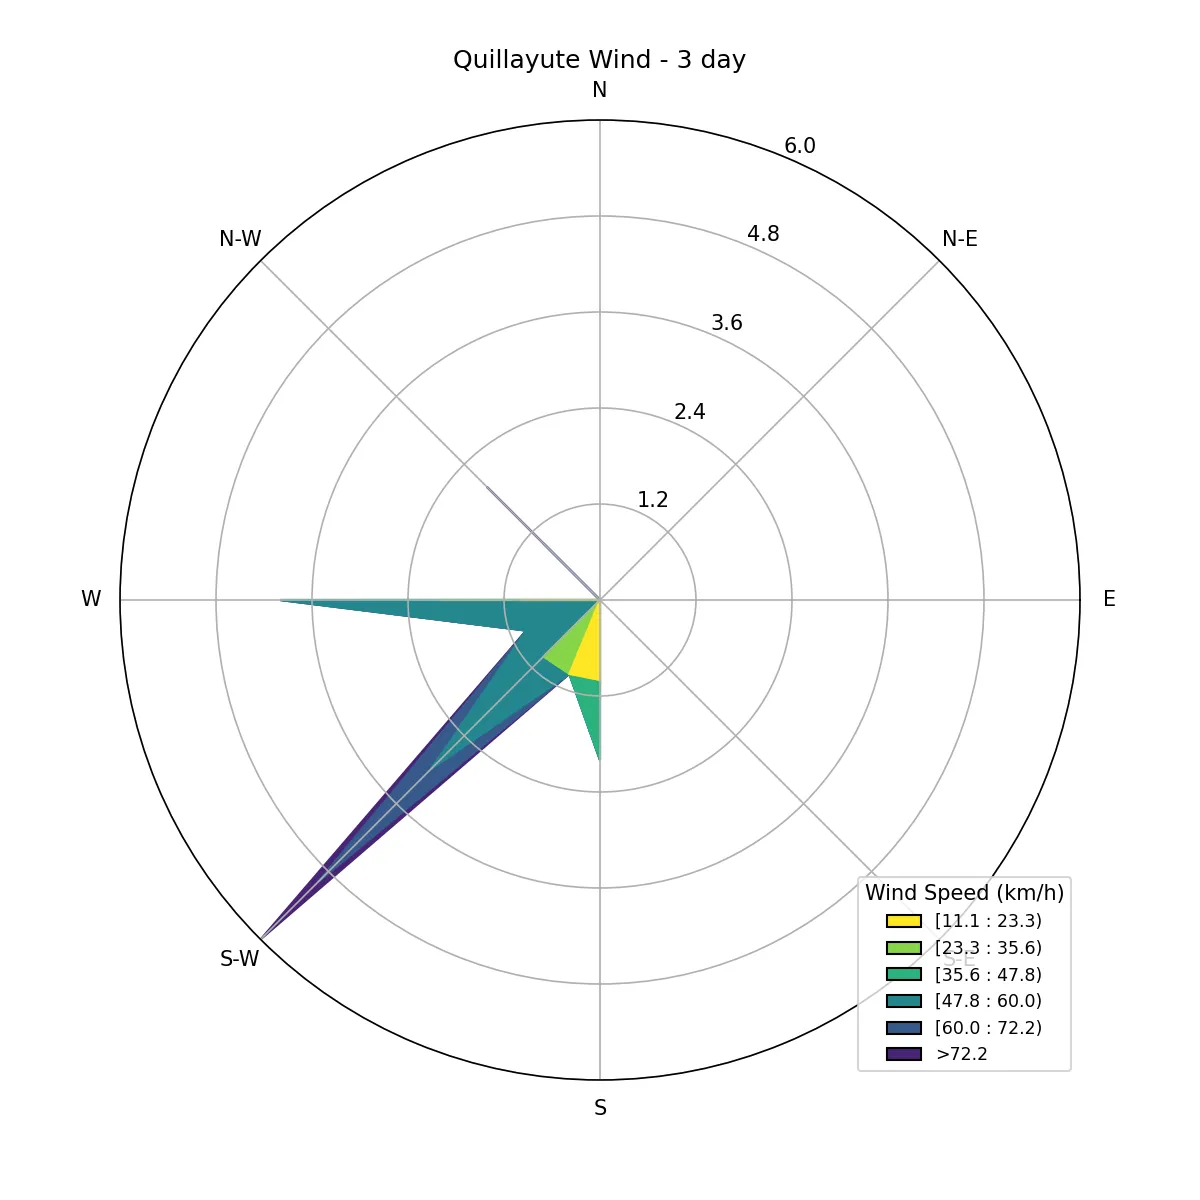 Quillayute Wind - 3 day
N
6.0
N-W
N-E
4.8
3.6
2.4
1.2
W
E
S-W
S-E
S
Wind Speed (km/h)
[11.1 : 23.3)
[23.3 : 35.6)
[35.6 : 47.8)
[47.8 : 60.0)
[60.0 : 72.2)
>72.2